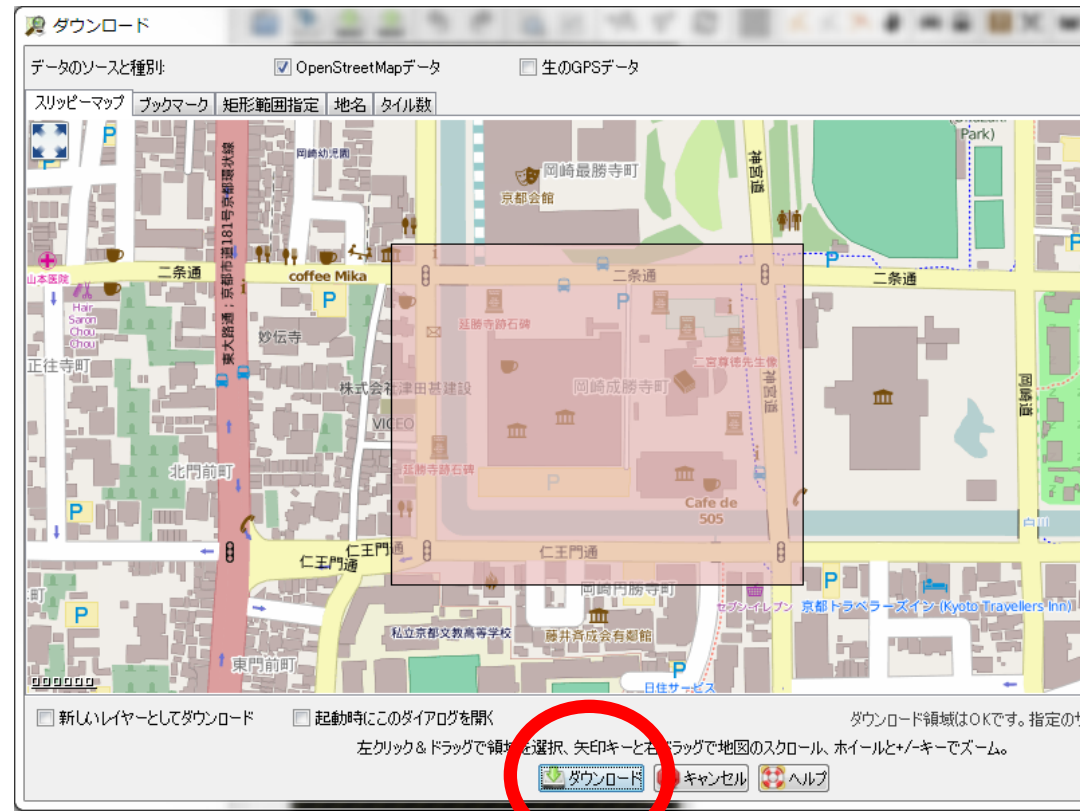 ダウンロード
データのソースと種別:
OpenStreetMapデータ
生のGPSデータ
スリッピーマップ
ブックマーク
矩形範囲指定
地名
タイル数
P
P
岡崎幼児園
岡崎最勝寺町
京都会館
神宮道
Park)
東大路通 ; 京都市道181号京都環状線
山本医院
二条通
coffee Mika
二条通
P
二条通
P
Hair
Saron
Chou
Chou
P
妙伝寺
延勝寺跡石碑
P
正往寺町
株式会社津田甚建設
岡崎成勝寺町
二宮尊徳先生像
神宮道
岡崎道
VICEO
北門前町
延勝寺跡石碑
P
P
Cafe de
505
白川
仁王門通
仁王門通
仁王門通
岡崎円勝寺町
P
セブン-イレブン
京都トラベラーズイン (Kyoto Travellers Inn)
P
私立京都文教高等学校
藤井斉成会有鄰館
東門前町
P
日住サービス
新しいレイヤーとしてダウンロード
起動時にこのダイアログを開く
ダウンロード領域はOKです。指定の
左クリック＆ドラッグで領域を選択、矢印キーと右ドラッグで地図のスクロール、ホイールと+/-キーでズーム。
ダウンロード
キャンセル
ヘルプ